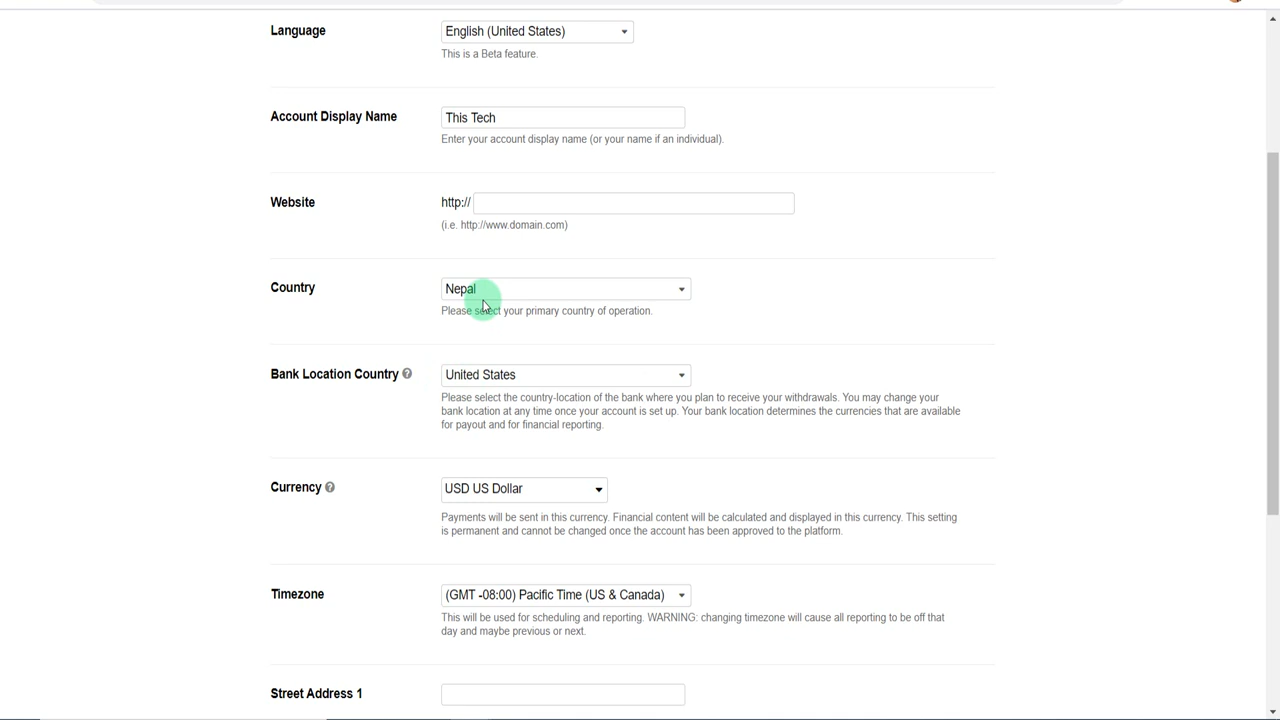 Language
English (United States)
This is a Beta feature.
Account Display Name
This Tech
Enter your account display name (or your name if an individual).
Website
http://
(i.e. http://www.domain.com)
Country
Nepal
Please select your primary country of operation.
Bank Location Country
United States
Please select the country-location of the bank where you plan to receive your withdrawals. You may change your
bank location at any time once your account is set up. Your bank location determines the currencies that are available
for payout and for financial reporting.
Currency
USD US Dollar
Payments will be sent in this currency. Financial content will be calculated and displayed in this currency. This setting
is permanent and cannot be changed once the account has been approved to the platform.
Timezone
(GMT -08:00) Pacific Time (US & Canada)
This will be used for scheduling and reporting. WARNING: changing timezone will cause all reporting to be off that
day and maybe previous or next.
Street Address 1